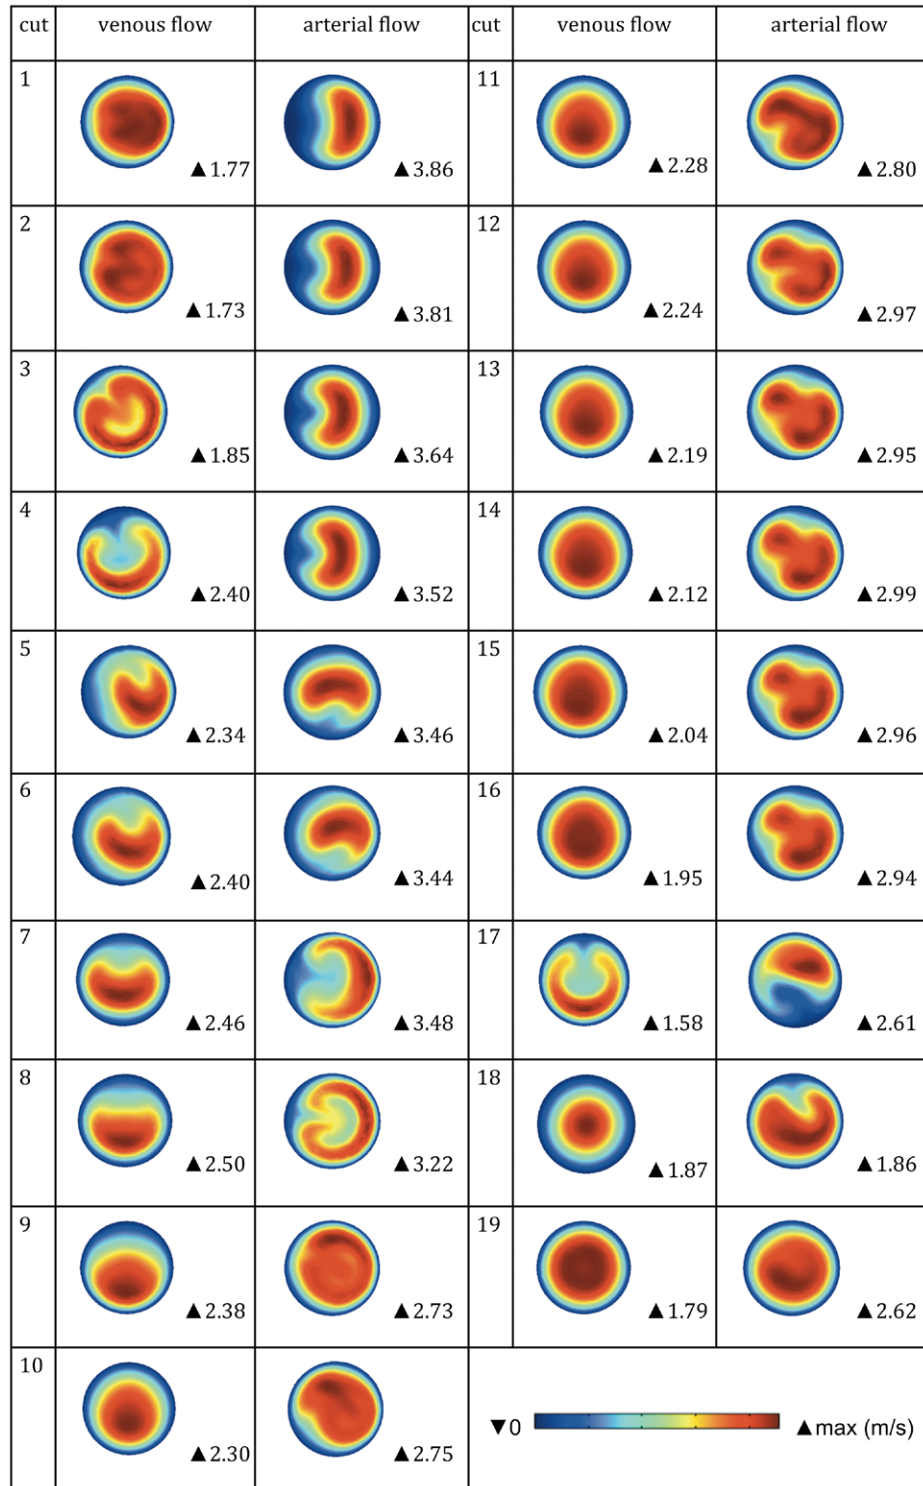 cut venous flow arterial flow cut venous flow arterial flow
1 ▲1.77 ▲3.86 11 ▲2.28 ▲2.80
2 ▲1.73 ▲3.81 12 ▲2.24 ▲2.97
3 ▲1.85 ▲3.64 13 ▲2.19 ▲2.95
4 ▲2.40 ▲3.52 14 ▲2.12 ▲2.99
5 ▲2.34 ▲3.46 15 ▲2.04 ▲2.96
6 ▲2.40 ▲3.44 16 ▲1.95 ▲2.94
7 ▲2.46 ▲3.48 17 ▲1.58 ▲2.61
8 ▲2.50 ▲3.22 18 ▲1.87 ▲1.86
9 ▲2.38 ▲2.73 19 ▲1.79 ▲2.62
10 ▲2.30 ▲2.75 ▼0 ▲max (m/s)